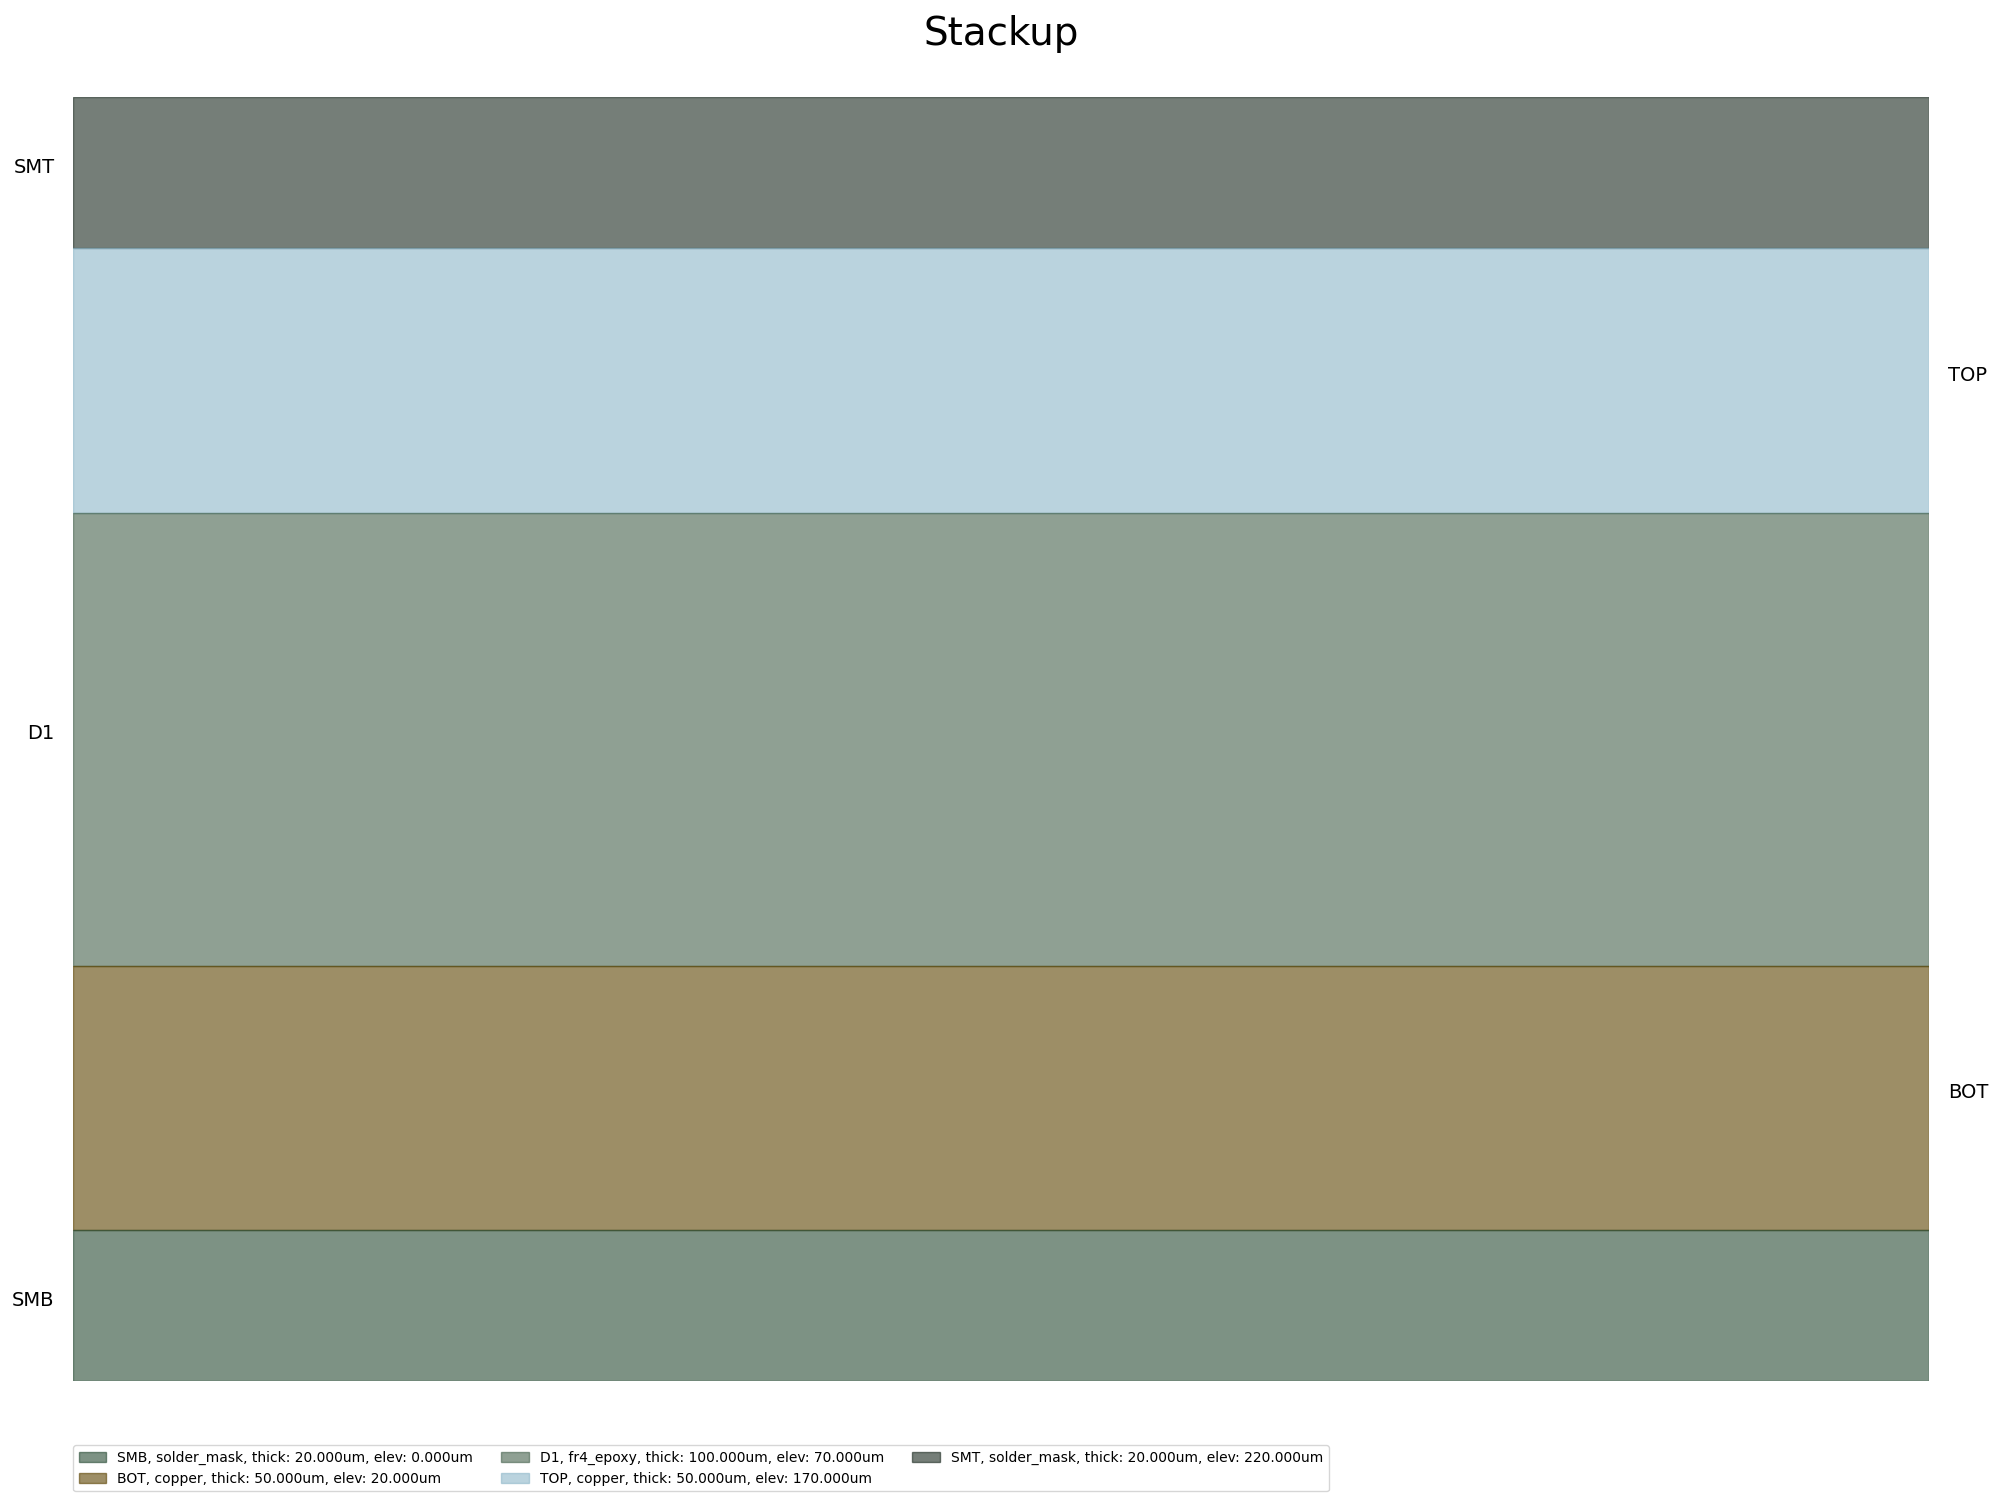 Stackup
SMT
TOP
D1
BOT
SMB
SMB, solder_mask, thick: 20.000um, elev: 0.000um
BOT, copper, thick: 50.000um, elev: 20.000um
D1, fr4_epoxy, thick: 100.000um, elev: 70.000um
TOP, copper, thick: 50.000um, elev: 170.000um
SMT, solder_mask, thick: 20.000um, elev: 220.000um